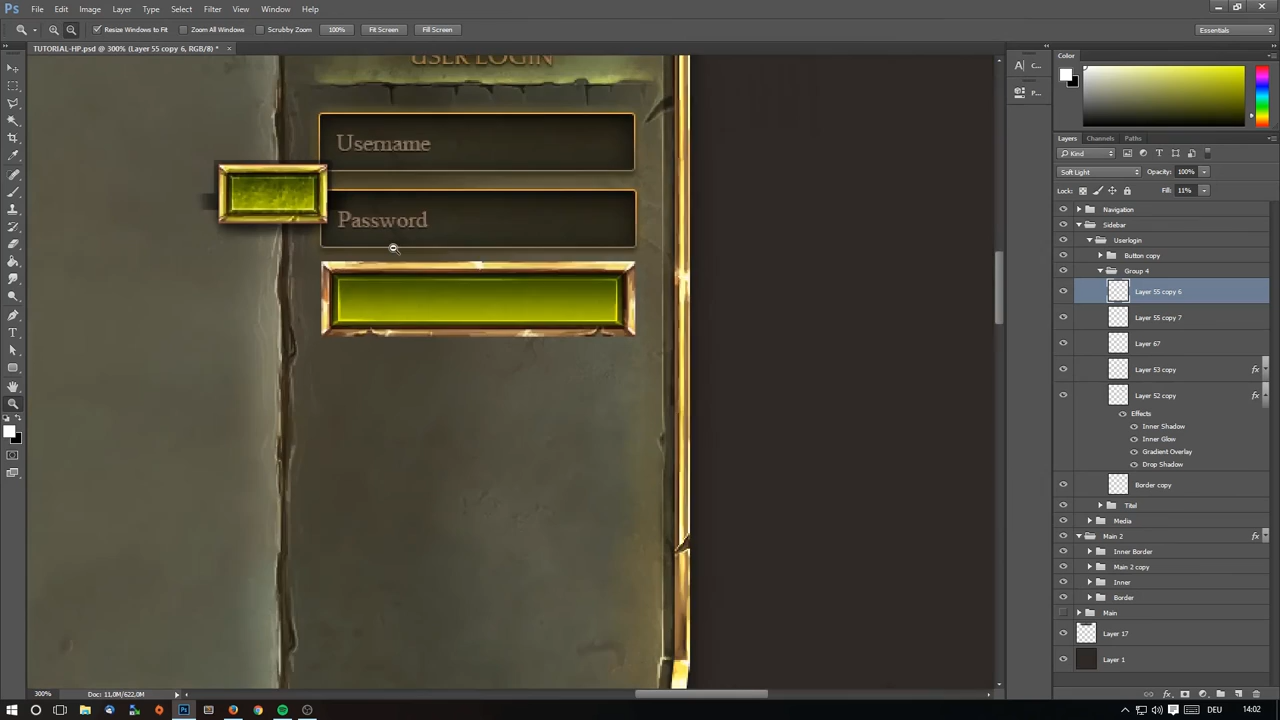 Ps File Edit Image Layer Type Select Filter View Window Help
Resize Windows to Fit Zoom All Windows Scrubby Zoom 100% Fit Screen Fill Screen Essentials
TUTORIAL-HP.psd @ 300% (Layer 55 copy 6, RGB/8) * ×
USER LOGIN
Username
Password
C...
P...
Color
Layers Channels Paths
Kind
Soft Light Opacity: 100%
Lock: Fill: 11%
Navigation
Sidebar
Userlogin
Button copy
Group 4
Layer 55 copy 6
Layer 55 copy 7
Layer 67
Layer 53 copy fx
Layer 52 copy fx
Effects
Inner Shadow
Inner Glow
Gradient Overlay
Drop Shadow
Border copy
Titel
Media
Main 2 fx
Inner Border
Main 2 copy
Inner
Border
Main
Layer 17
Layer 1
300% Doc: 11,0M/622,0M
DEU 14:02